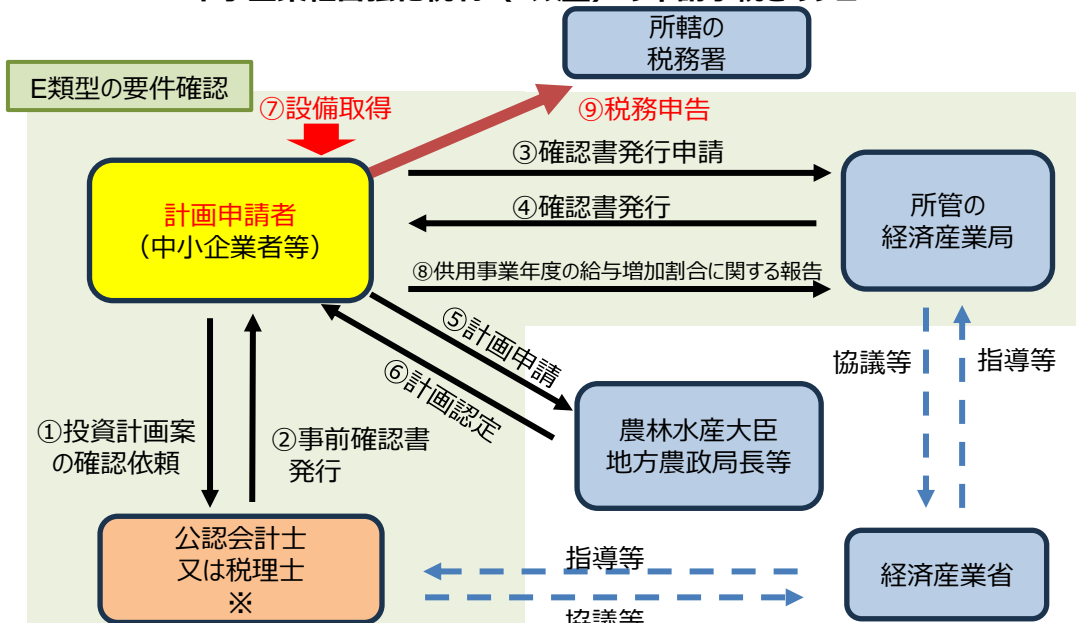 所轄の
税務署
E類型の要件確認
⑦設備取得
⑨税務申告
③確認書発行申請
計画申請者
（中小企業者等）
④確認書発行
所管の
経済産業局
⑧供用事業年度の給与増加割合に関する報告
⑤計画申請
⑥計画認定
協議等
指導等
①投資計画案
の確認依頼
②事前確認書
発行
農林水産大臣
地方農政局長等
公認会計士
又は税理士
※
指導等
経済産業省
協議等